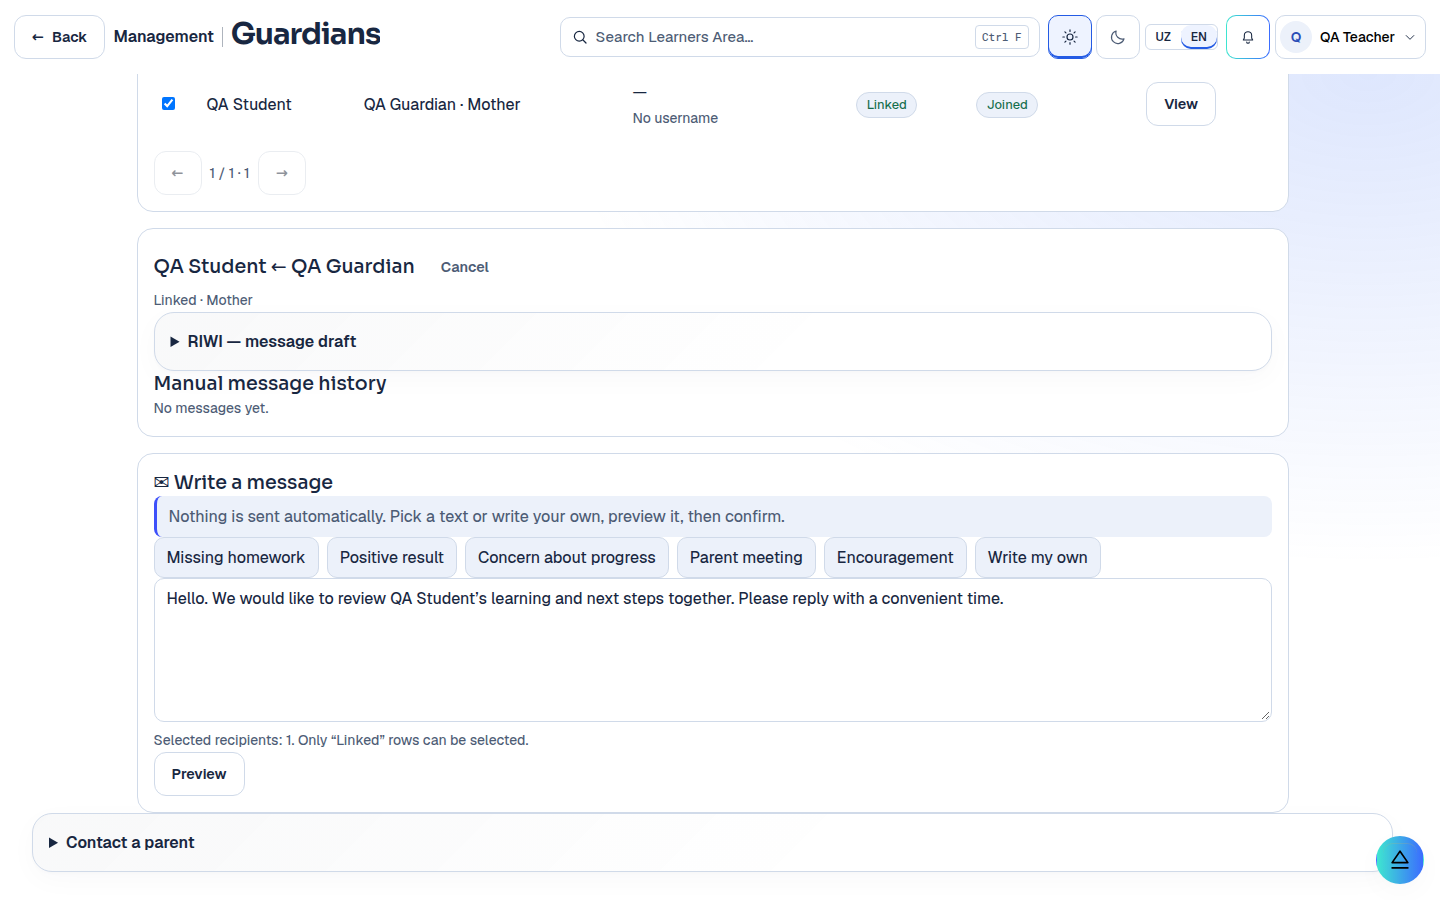 ← Back
Management
Guardians
Search Learners Area...
Ctrl F
UZ
EN
Q
QA Teacher
QA Student
QA Guardian · Mother
—
No username
Linked
Joined
View
←
1 / 1 · 1
→
QA Student ← QA Guardian
Cancel
Linked · Mother
▶ RIWI — message draft
Manual message history
No messages yet.
✉ Write a message
Nothing is sent automatically. Pick a text or write your own, preview it, then confirm.
Missing homework
Positive result
Concern about progress
Parent meeting
Encouragement
Write my own
Hello. We would like to review QA Student’s learning and next steps together. Please reply with a convenient time.
Selected recipients: 1. Only “Linked” rows can be selected.
Preview
▶ Contact a parent